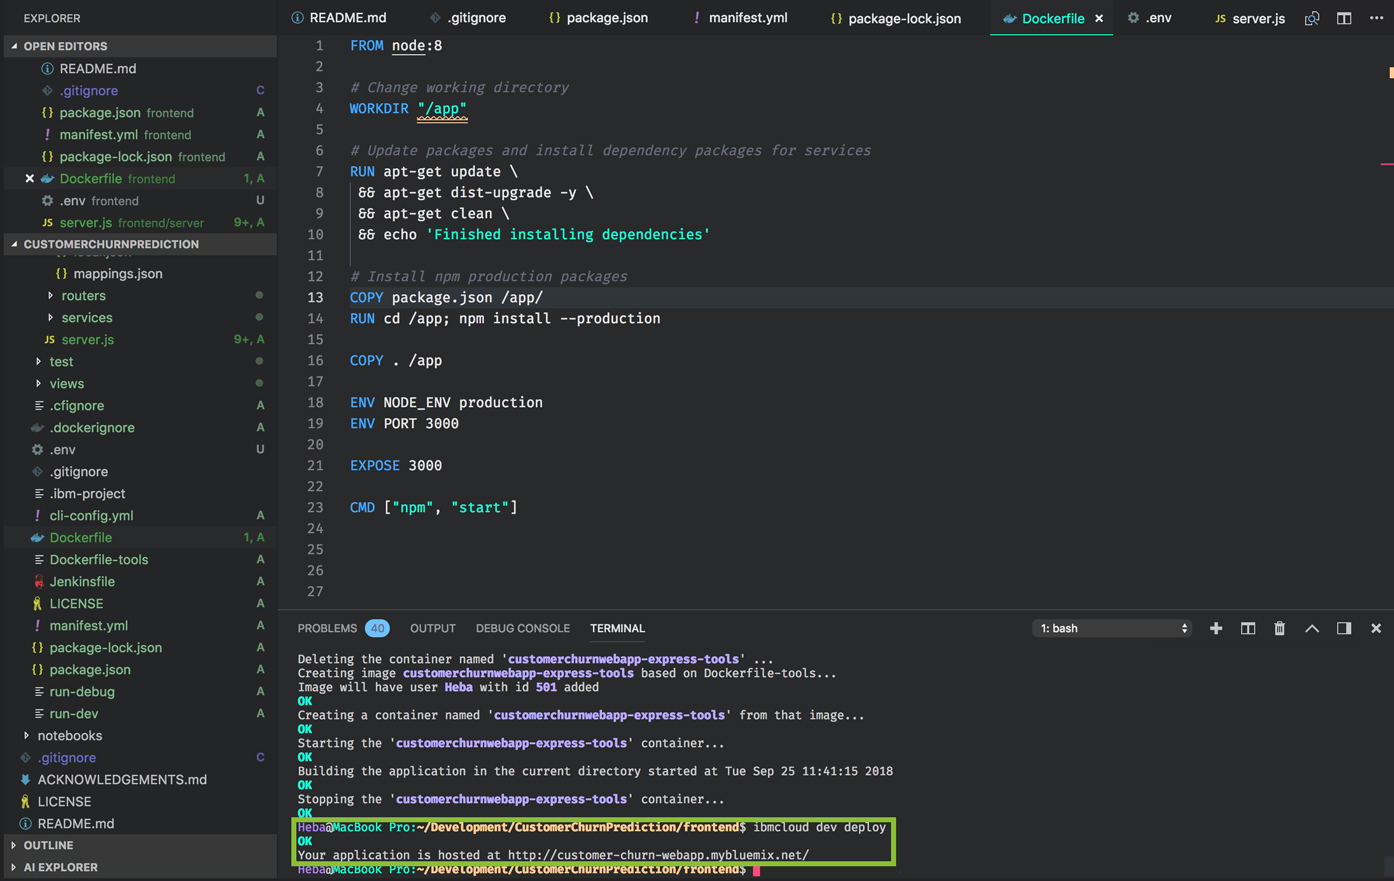 EXPLORER
OPEN EDITORS
README.md
.gitignore C
package.json frontend A
manifest.yml frontend A
package-lock.json frontend A
Dockerfile frontend 1, A
.env frontend U
server.js frontend/server 9+, A
CUSTOMERCHURNPREDICTION
mappings.json
routers
services
server.js 9+, A
test
views
.cfignore A
.dockerignore A
.env U
.gitignore
.ibm-project
cli-config.yml A
Dockerfile 1, A
Dockerfile-tools A
Jenkinsfile A
LICENSE A
manifest.yml A
package-lock.json A
package.json A
run-debug A
run-dev A
notebooks
.gitignore C
ACKNOWLEDGEMENTS.md
LICENSE
README.md
OUTLINE
AI EXPLORER
README.md .gitignore package.json manifest.yml package-lock.json Dockerfile .env server.js
1 FROM node:8
2
3 # Change working directory
4 WORKDIR "/app"
5
6 # Update packages and install dependency packages for services
7 RUN apt-get update \
8 && apt-get dist-upgrade -y \
9 && apt-get clean \
10 && echo 'Finished installing dependencies'
11
12 # Install npm production packages
13 COPY package.json /app/
14 RUN cd /app; npm install --production
15
16 COPY . /app
17
18 ENV NODE_ENV production
19 ENV PORT 3000
20
21 EXPOSE 3000
22
23 CMD ["npm", "start"]
24
25
26
27
PROBLEMS 40 OUTPUT DEBUG CONSOLE TERMINAL 1: bash
Deleting the container named 'customerchurnwebapp-express-tools' ...
Creating image customerchurnwebapp-express-tools based on Dockerfile-tools...
Image will have user Heba with id 501 added
OK
Creating a container named 'customerchurnwebapp-express-tools' from that image...
OK
Starting the 'customerchurnwebapp-express-tools' container...
OK
Building the application in the current directory started at Tue Sep 25 11:41:15 2018
OK
Stopping the 'customerchurnwebapp-express-tools' container...
OK
Heba@MacBook Pro:~/Development/CustomerChurnPrediction/frontend$ ibmcloud dev deploy
OK
Your application is hosted at http://customer-churn-webapp.mybluemix.net/
Heba@MacBook Pro:~/Development/CustomerChurnPrediction/frontend$